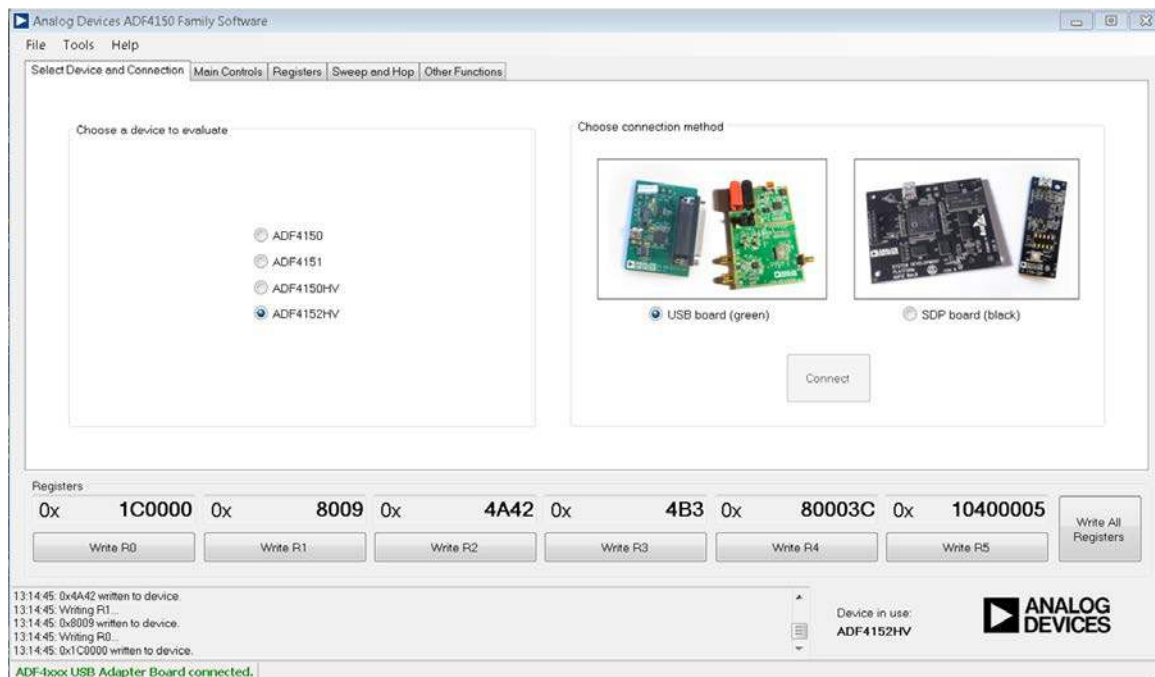 Analog Devices ADF4150 Family Software
File Tools Help
Select Device and Connection Main Controls Registers Sweep and Hop Other Functions
Choose a device to evaluate
ADF4150
ADF4151
ADF4150HV
ADF4152HV
Choose connection method
USB board (green)
SDP board (black)
Connect
Registers
0x 1C0000 0x 8009 0x 4A42 0x 4B3 0x 80003C 0x 10400005
Write R0 Write R1 Write R2 Write R3 Write R4 Write R5
Write All
Registers
13:14:45: 0x4A42 written to device.
13:14:45: Writing R1...
13:14:45: 0x8009 written to device.
13:14:45: Writing R0...
13:14:45: 0x1C0000 written to device.
Device in use:
ADF4152HV
ANALOG
DEVICES
ADF4xxx USB Adapter Board connected.